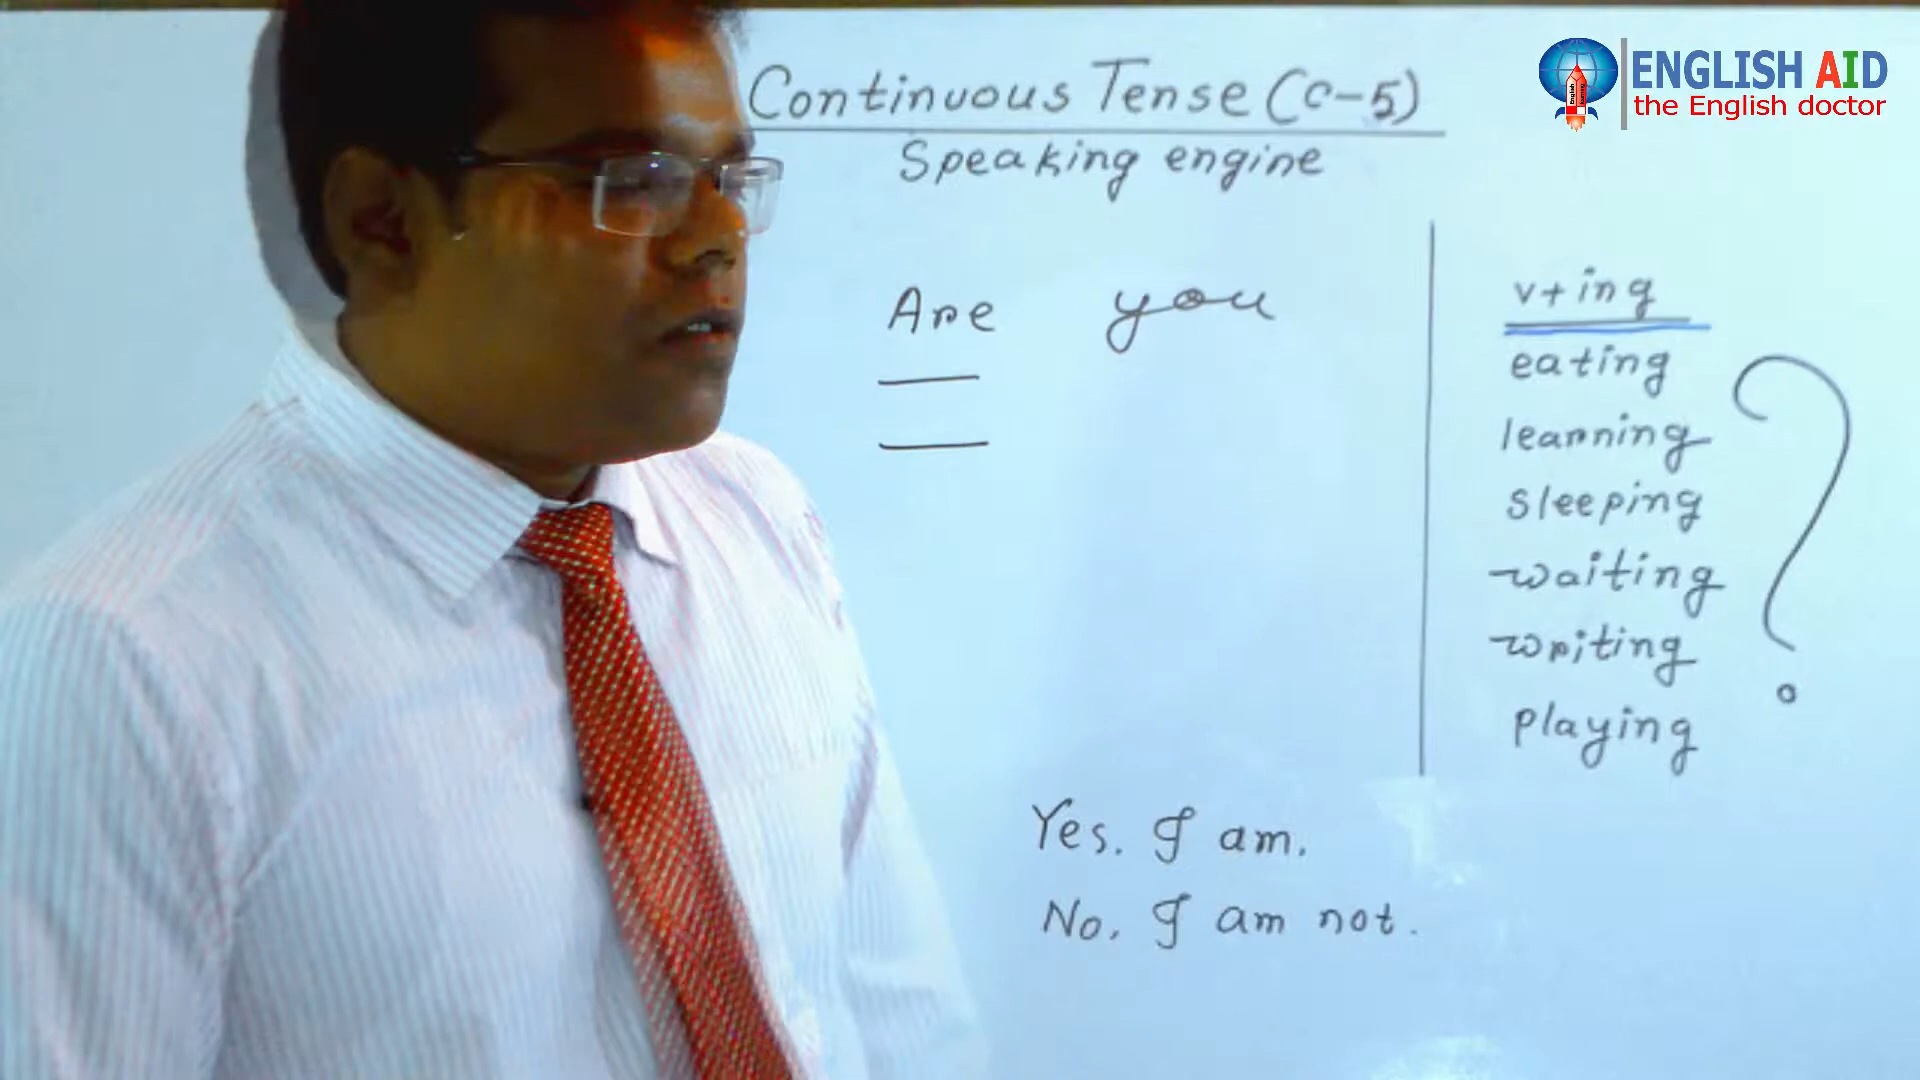 Continuous Tense (C-5)
Speaking engine
Are you
v+ing
eating
learning
sleeping
waiting
writing
playing
?
Yes. I am.
No. I am not.
ENGLISH AID
the English doctor